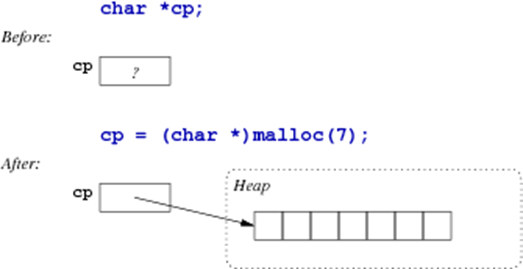 char *cp;
Before:
cp ?
cp = (char *)malloc(7);
After:
cp
Heap